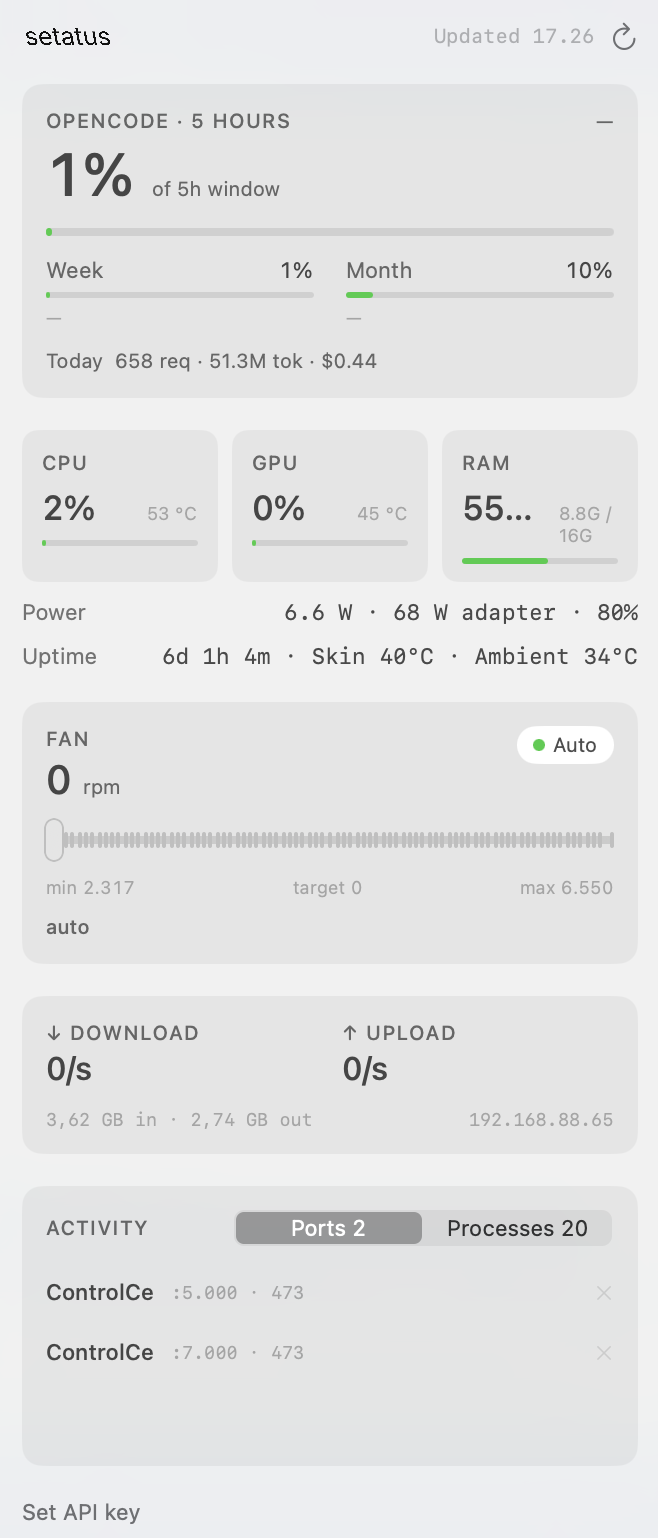 setatus Updated 17.26
OPENCODE · 5 HOURS —
1% of 5h window
Week 1% Month 10%
— —
Today 658 req · 51.3M tok · $0.44
CPU GPU RAM
2% 53 °C 0% 45 °C 55... 8.8G /
16G
Power 6.6 W · 68 W adapter · 80%
Uptime 6d 1h 4m · Skin 40°C · Ambient 34°C
FAN Auto
0 rpm
min 2.317 target 0 max 6.550
auto
↓ DOWNLOAD ↑ UPLOAD
0/s 0/s
3,62 GB in · 2,74 GB out 192.168.88.65
ACTIVITY Ports 2 Processes 20
ControlCe :5.000 · 473
ControlCe :7.000 · 473
Set API key